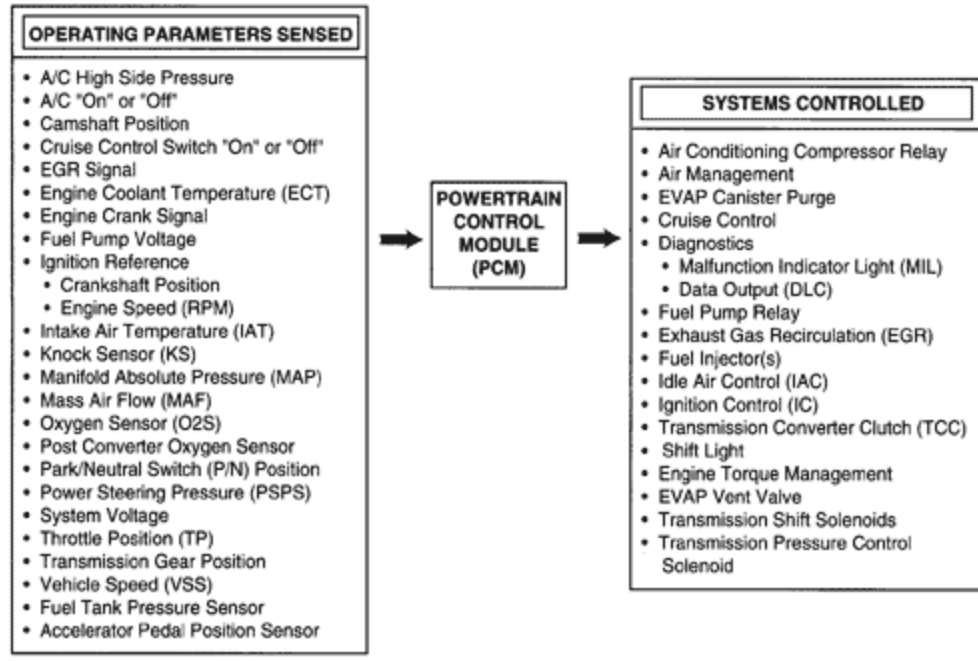 OPERATING PARAMETERS SENSED
• A/C High Side Pressure
• A/C "On" or "Off"
• Camshaft Position
• Cruise Control Switch "On" or "Off"
• EGR Signal
• Engine Coolant Temperature (ECT)
• Engine Crank Signal
• Fuel Pump Voltage
• Ignition Reference
• Crankshaft Position
• Engine Speed (RPM)
• Intake Air Temperature (IAT)
• Knock Sensor (KS)
• Manifold Absolute Pressure (MAP)
• Mass Air Flow (MAF)
• Oxygen Sensor (O2S)
• Post Converter Oxygen Sensor
• Park/Neutral Switch (P/N) Position
• Power Steering Pressure (PSPS)
• System Voltage
• Throttle Position (TP)
• Transmission Gear Position
• Vehicle Speed (VSS)
• Fuel Tank Pressure Sensor
• Accelerator Pedal Position Sensor
POWERTRAIN
CONTROL
MODULE
(PCM)
SYSTEMS CONTROLLED
• Air Conditioning Compressor Relay
• Air Management
• EVAP Canister Purge
• Cruise Control
• Diagnostics
• Malfunction Indicator Light (MIL)
• Data Output (DLC)
• Fuel Pump Relay
• Exhaust Gas Recirculation (EGR)
• Fuel Injector(s)
• Idle Air Control (IAC)
• Ignition Control (IC)
• Transmission Converter Clutch (TCC)
• Shift Light
• Engine Torque Management
• EVAP Vent Valve
• Transmission Shift Solenoids
• Transmission Pressure Control
Solenoid